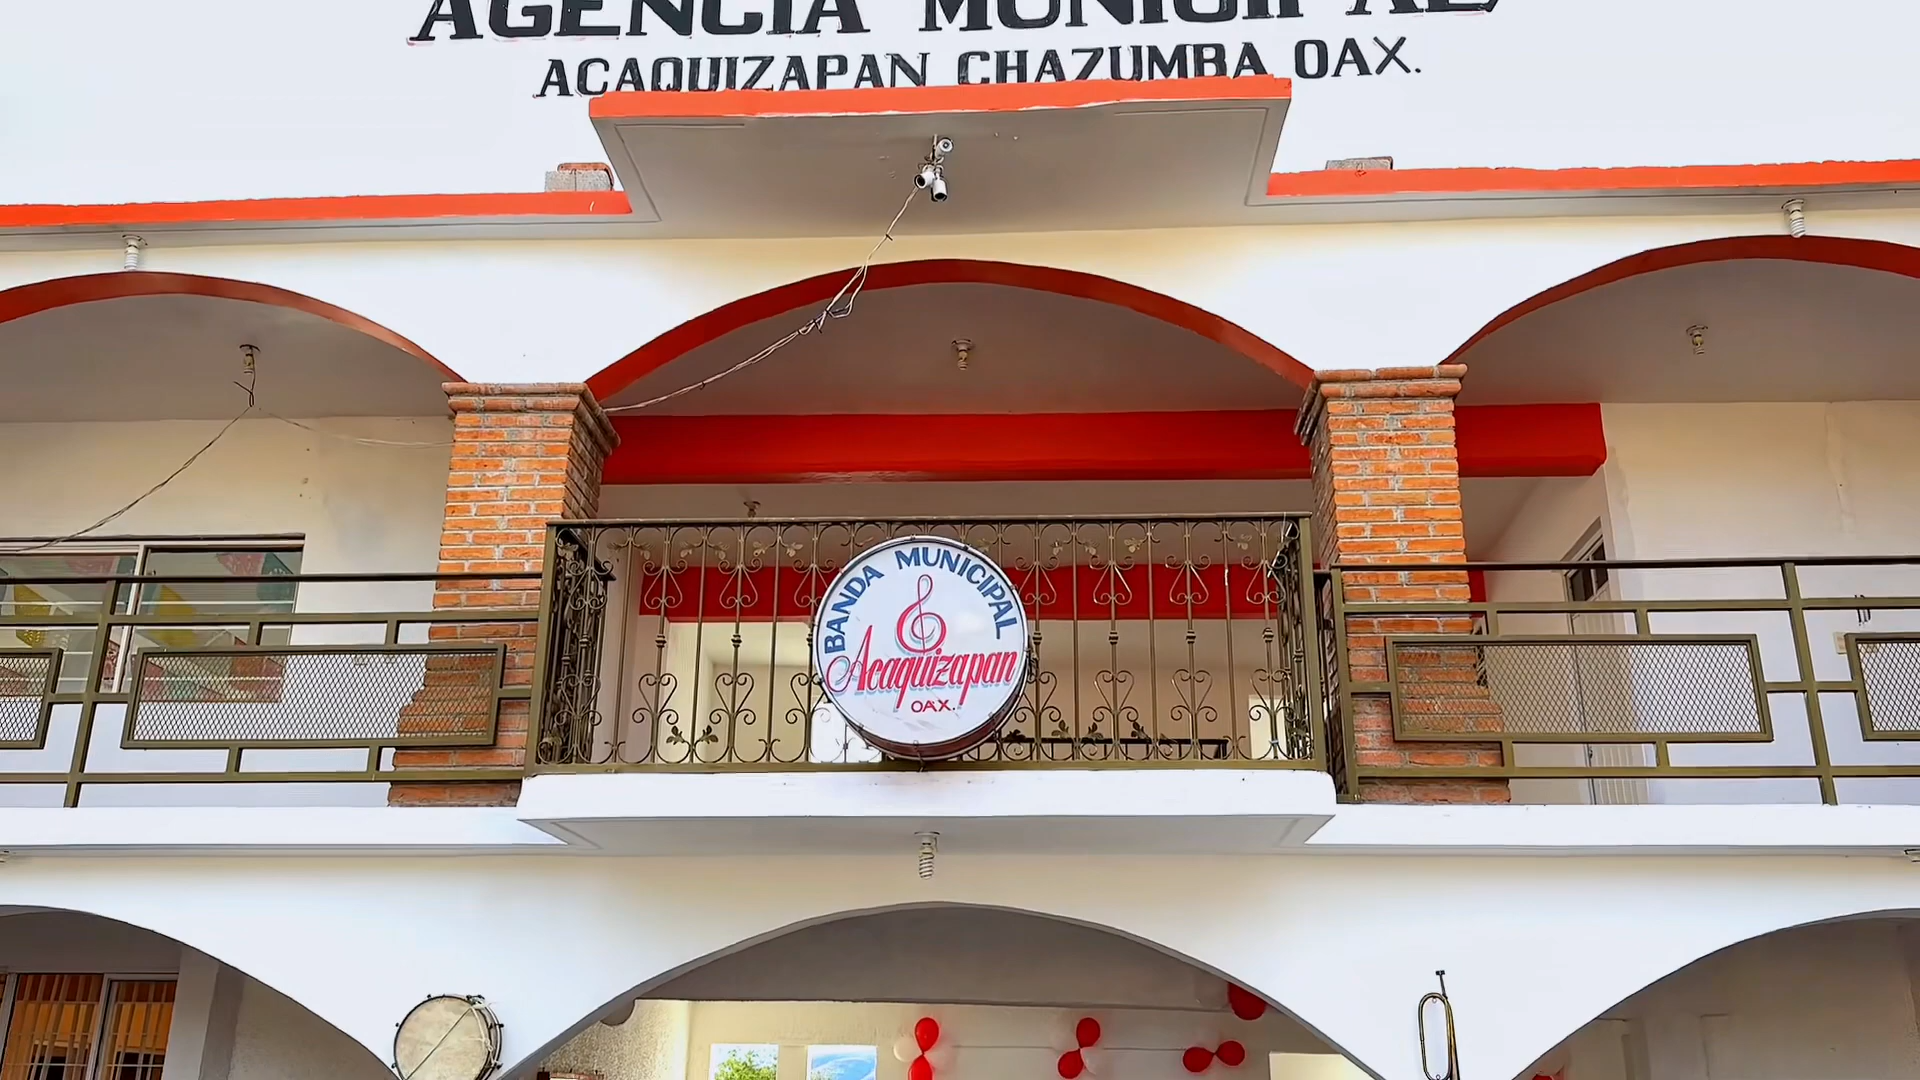 AGENCIA MUNICIPAL
ACAQUIZAPAN CHAZUMBA OAX.
BANDA MUNICIPAL
Acaquizapan
OAX.